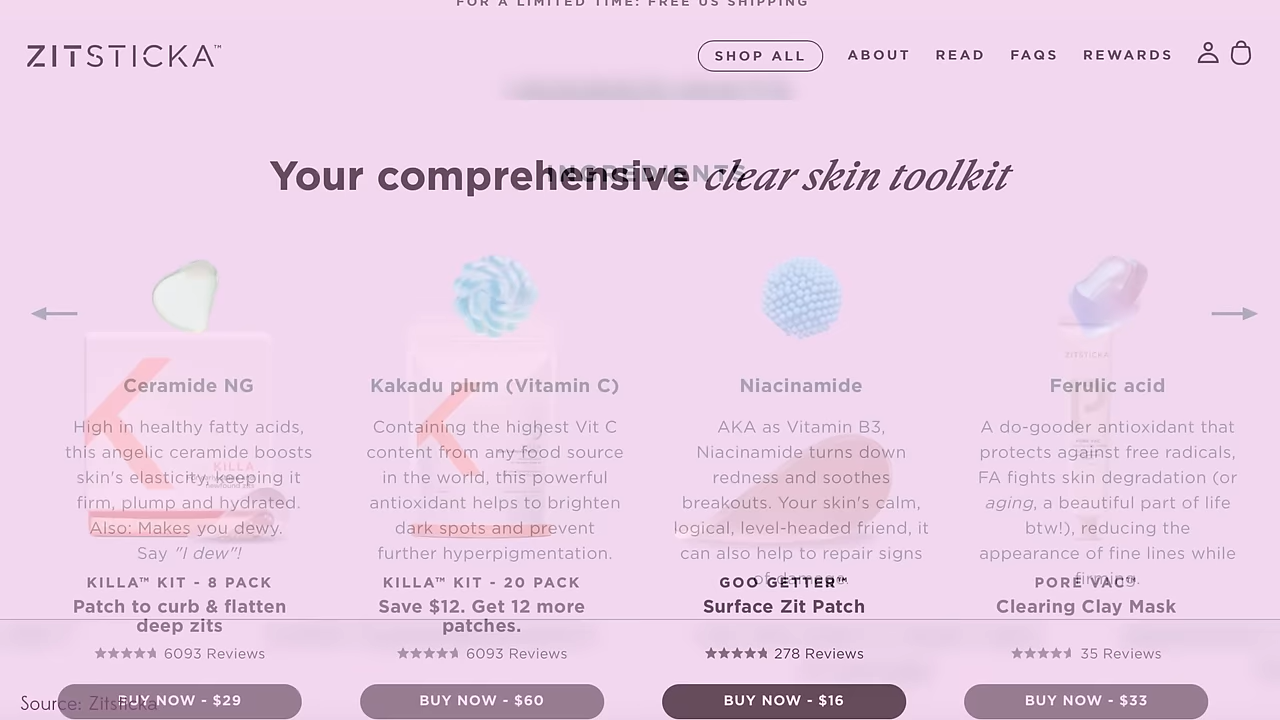 FOR A LIMITED TIME: FREE US SHIPPING
ZITSTICKA™
SHOP ALL ABOUT READ FAQS REWARDS
INGREDIENTS
Your comprehensive clear skin toolkit
ZITSTICKA
Ceramide NG
High in healthy fatty acids,
this angelic ceramide boosts
skin's elasticity, keeping it
firm, plump and hydrated.
Also: Makes you dewy.
Say "I dew"!
KILLA
Kakadu plum (Vitamin C)
Containing the highest Vit C
content from any food source
in the world, this powerful
antioxidant helps to brighten
dark spots and prevent
further hyperpigmentation.
Niacinamide
AKA as Vitamin B3,
Niacinamide turns down
redness and soothes
breakouts. Your skin's calm,
logical, level-headed friend, it
can also help to repair signs
of damage.
Ferulic acid
A do-gooder antioxidant that
protects against free radicals,
FA fights skin degradation (or
aging, a beautiful part of life
btw!), reducing the
appearance of fine lines while
firming.
KILLA™ KIT - 8 PACK
Patch to curb & flatten
deep zits
6093 Reviews
BUY NOW - $29
KILLA™ KIT - 20 PACK
Save $12. Get 12 more
patches.
6093 Reviews
BUY NOW - $60
GOO GETTER™
Surface Zit Patch
278 Reviews
BUY NOW - $16
PORE VAC™
Clearing Clay Mask
35 Reviews
BUY NOW - $33
Source: Zitsticka